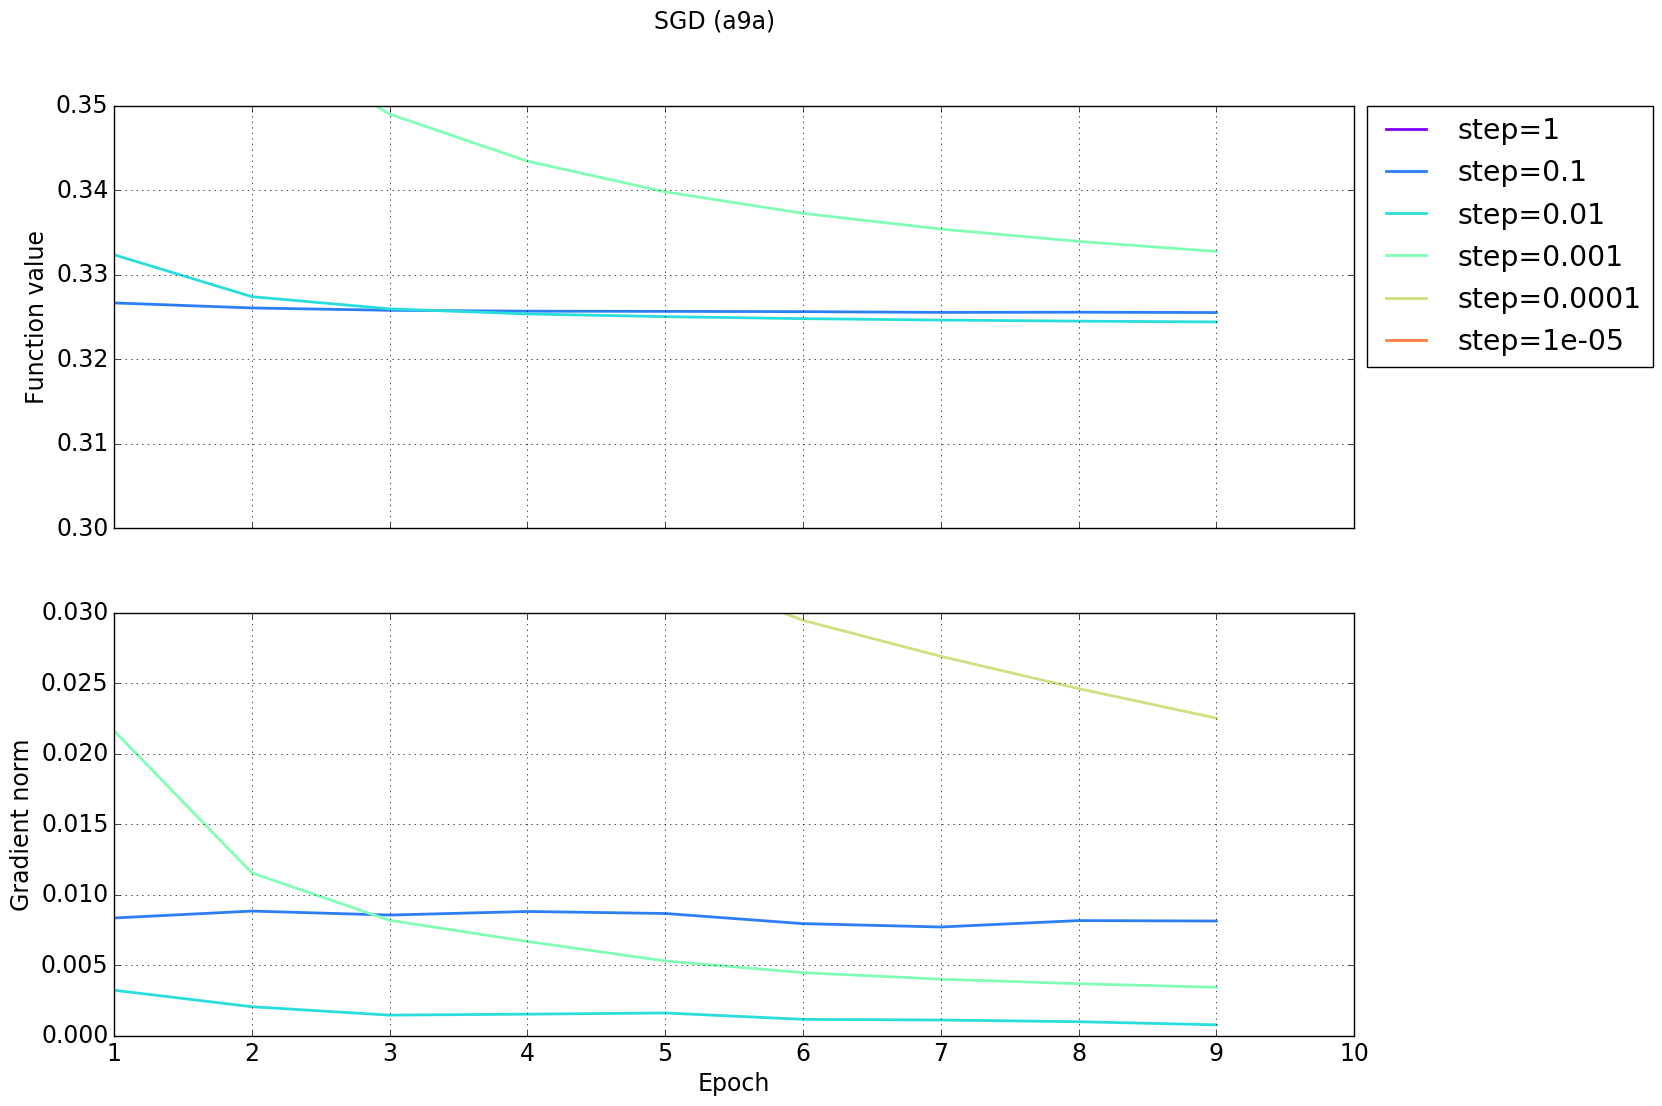 SGD (a9a)
0.35
0.34
0.33
0.32
0.31
0.30
Function value
step=1
step=0.1
step=0.01
step=0.001
step=0.0001
step=1e-05
0.030
0.025
0.020
0.015
0.010
0.005
0.000
Gradient norm
1 2 3 4 5 6 7 8 9 10
Epoch